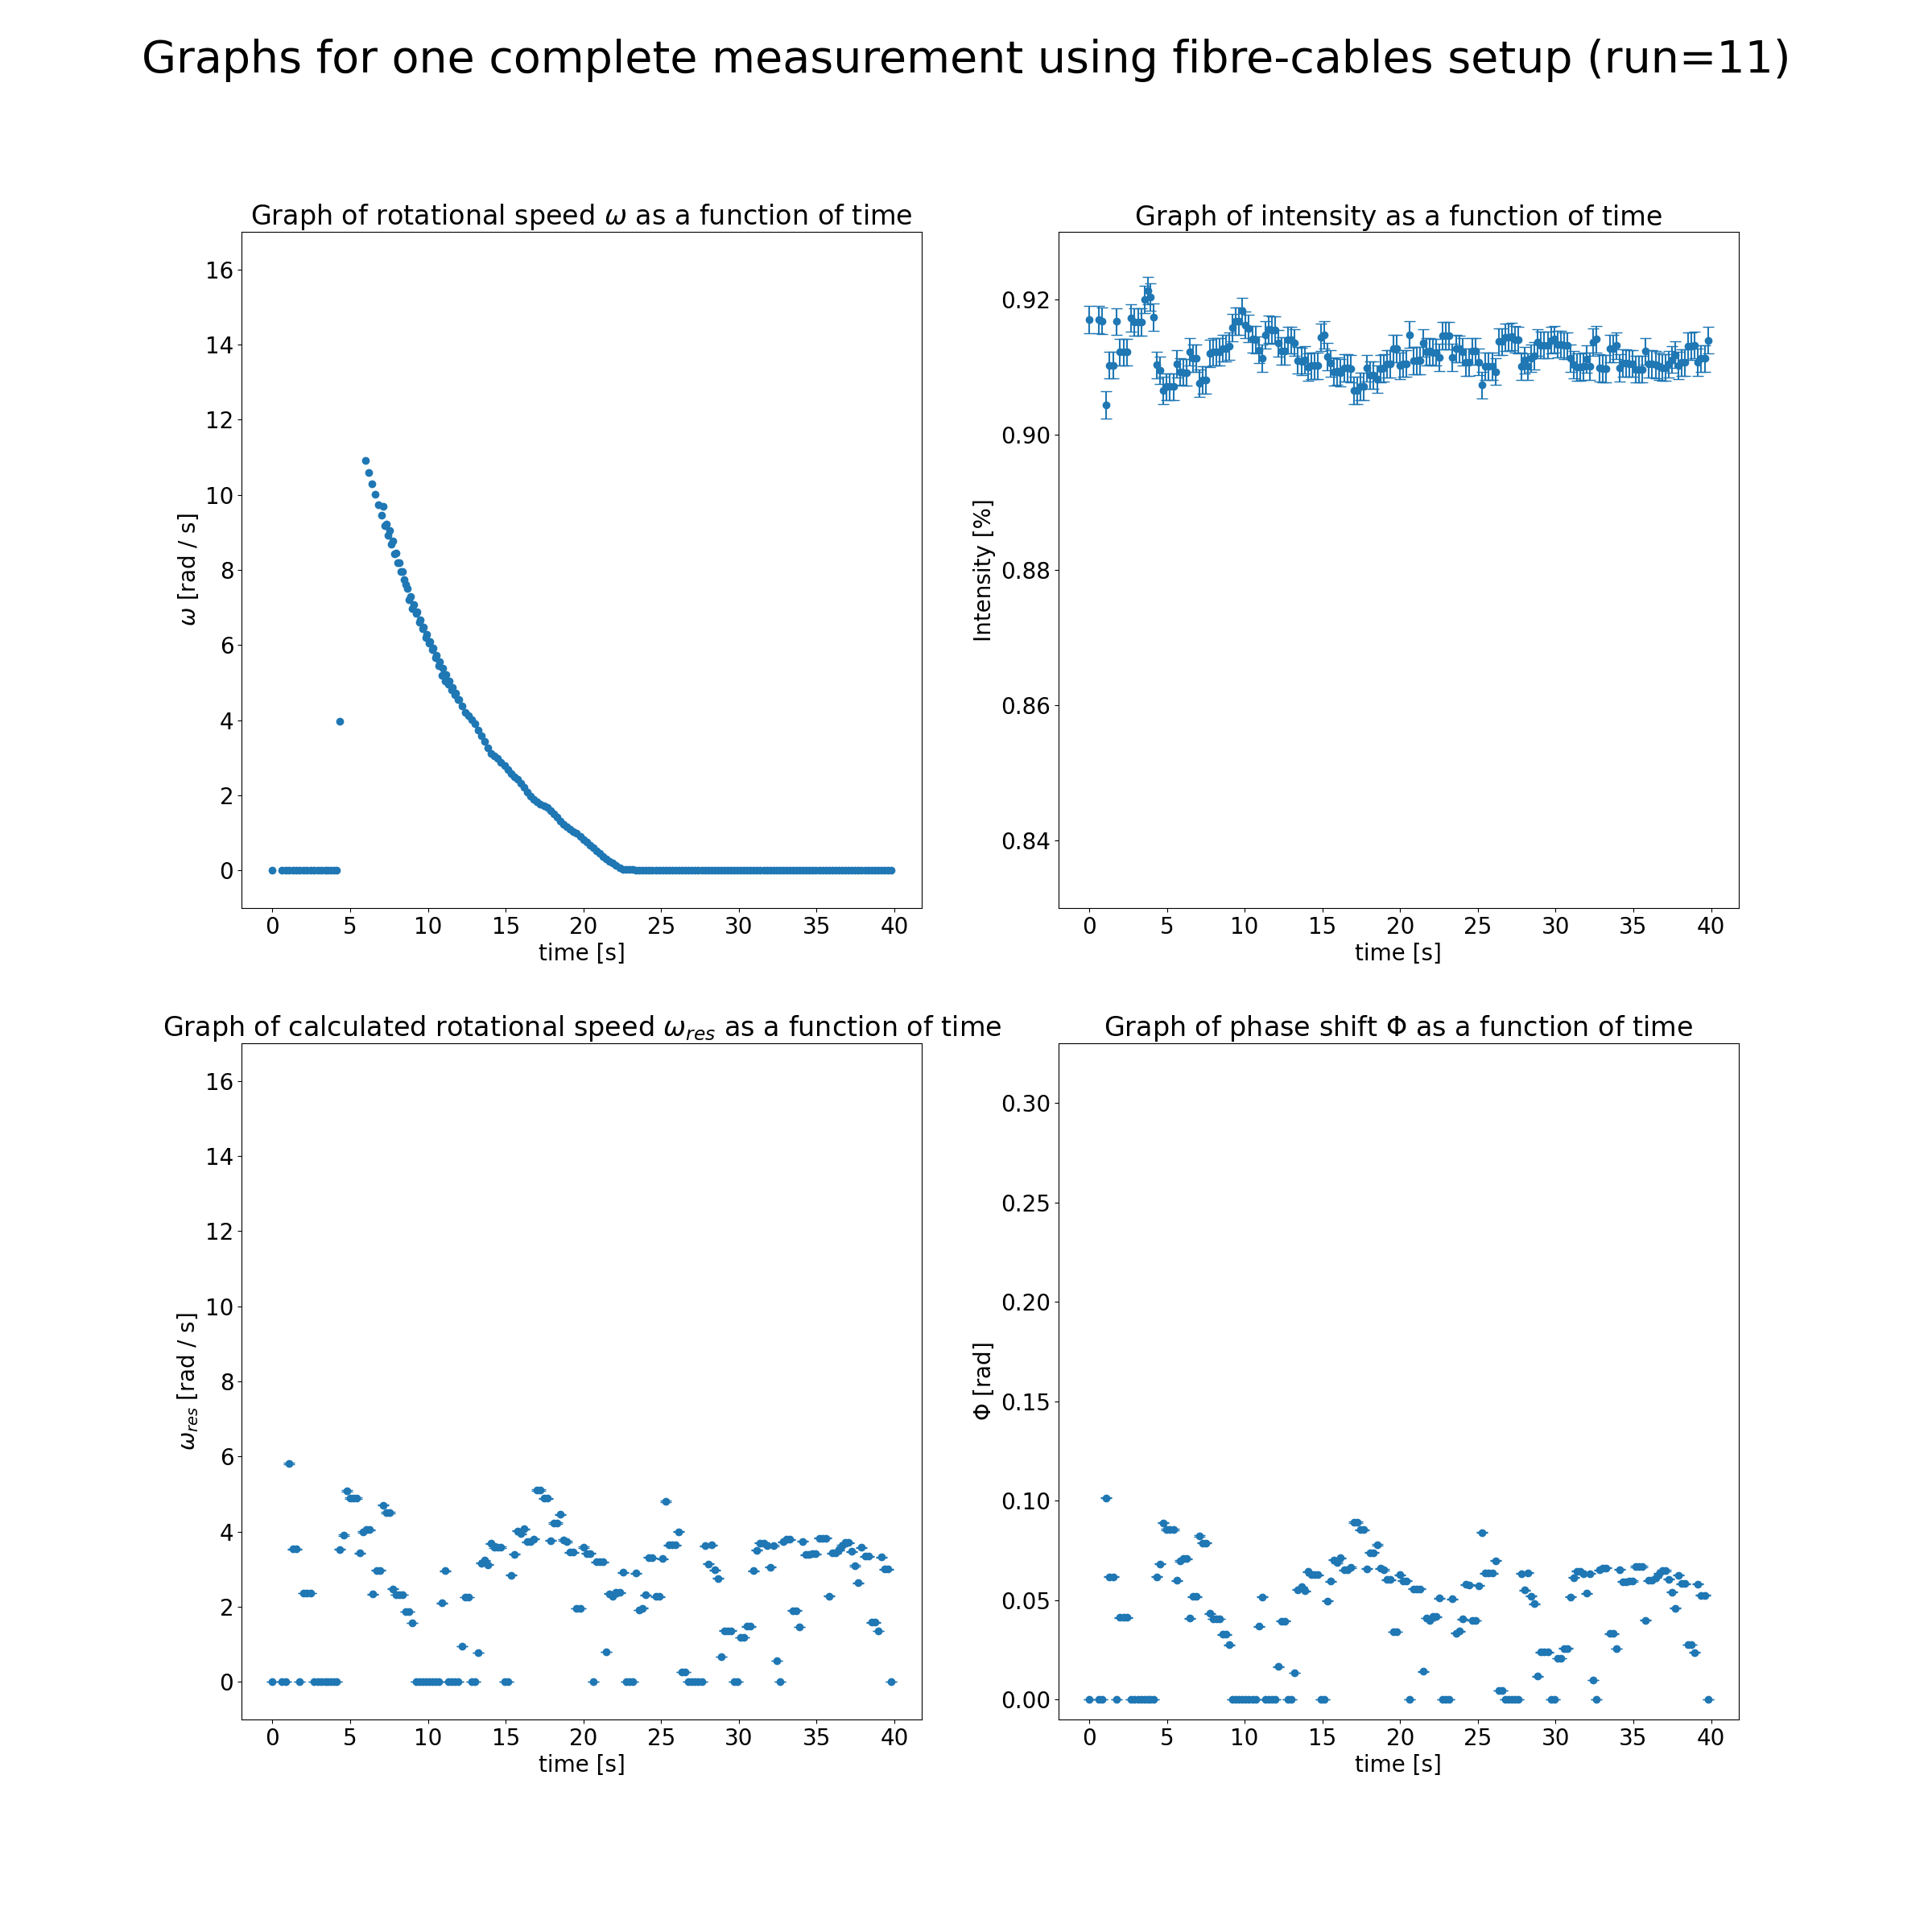 Graphs for one complete measurement using fibre-cables setup (run=11)
Graph of rotational speed ω as a function of time
16
14
12
10
8
6
4
2
0
ω [rad / s]
0 5 10 15 20 25 30 35 40
time [s]
Graph of intensity as a function of time
0.92
0.90
0.88
0.86
0.84
Intensity [%]
0 5 10 15 20 25 30 35 40
time [s]
Graph of calculated rotational speed ω_res as a function of time
16
14
12
10
8
6
4
2
0
ω_res [rad / s]
0 5 10 15 20 25 30 35 40
time [s]
Graph of phase shift Φ as a function of time
0.30
0.25
0.20
0.15
0.10
0.05
0.00
Φ [rad]
0 5 10 15 20 25 30 35 40
time [s]